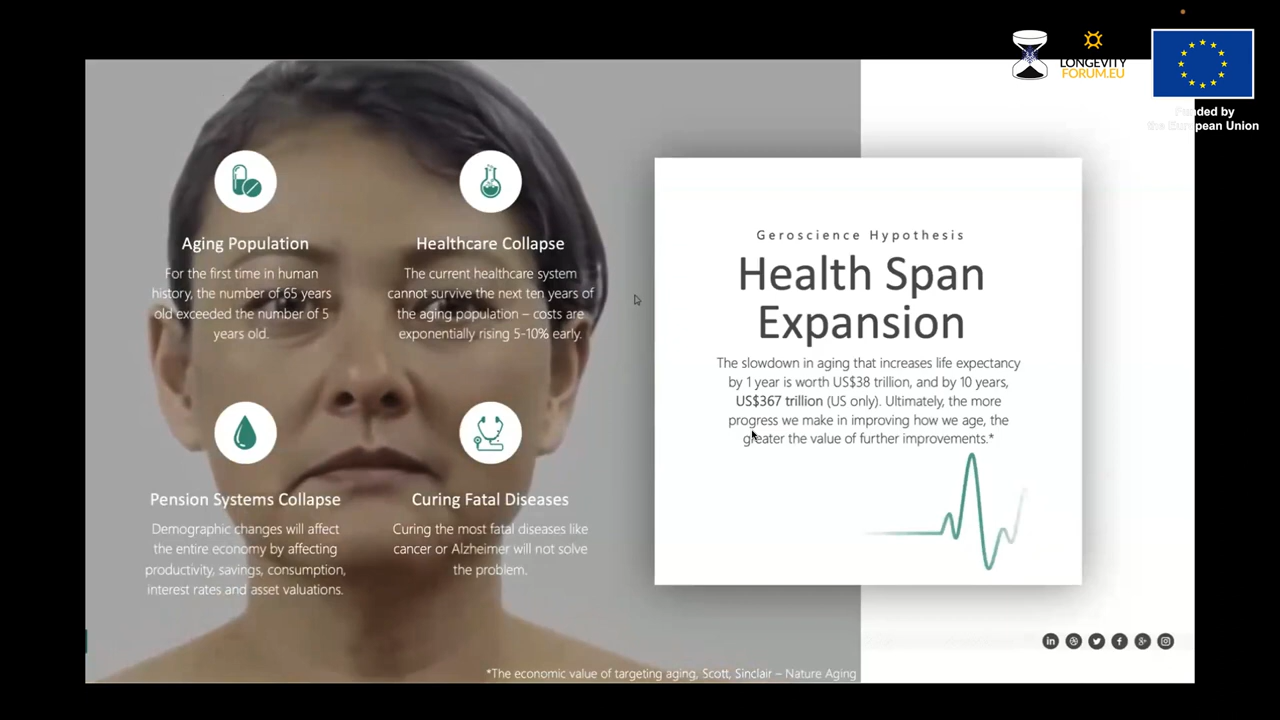 LONGEVITY
FORUM.EU
Funded by
the European Union
Aging Population
For the first time in human
history, the number of 65 years
old exceeded the number of 5
years old.
Healthcare Collapse
The current healthcare system
cannot survive the next ten years of
the aging population – costs are
exponentially rising 5-10% early.
Pension Systems Collapse
Demographic changes will affect
the entire economy by affecting
productivity, savings, consumption,
interest rates and asset valuations.
Curing Fatal Diseases
Curing the most fatal diseases like
cancer or Alzheimer will not solve
the problem.
Geroscience Hypothesis
Health Span
Expansion
The slowdown in aging that increases life expectancy
by 1 year is worth US$38 trillion, and by 10 years,
US$367 trillion (US only). Ultimately, the more
progress we make in improving how we age, the
greater the value of further improvements.*
*The economic value of targeting aging, Scott, Sinclair – Nature Aging